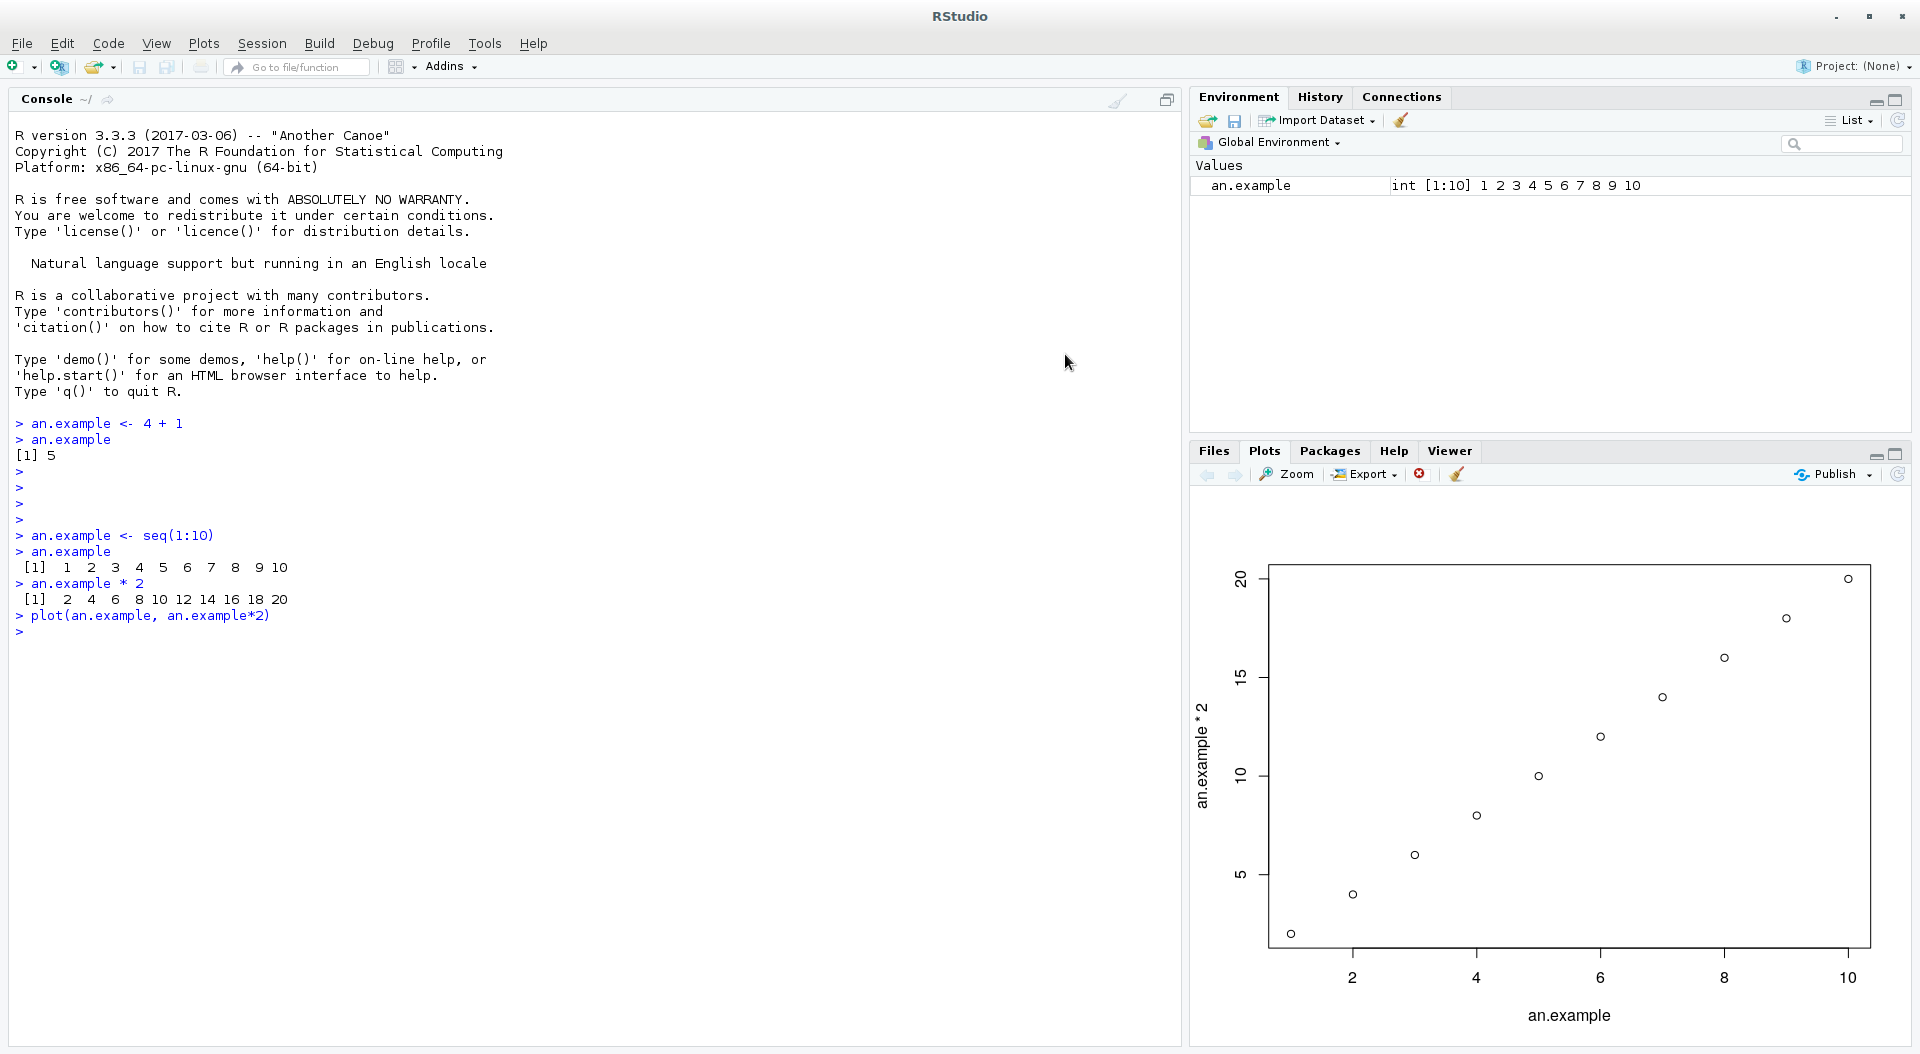 RStudio
File Edit Code View Plots Session Build Debug Profile Tools Help
Go to file/function Addins Project: (None)
Console ~/
R version 3.3.3 (2017-03-06) -- "Another Canoe"
Copyright (C) 2017 The R Foundation for Statistical Computing
Platform: x86_64-pc-linux-gnu (64-bit)
R is free software and comes with ABSOLUTELY NO WARRANTY.
You are welcome to redistribute it under certain conditions.
Type 'license()' or 'licence()' for distribution details.
Natural language support but running in an English locale
R is a collaborative project with many contributors.
Type 'contributors()' for more information and
'citation()' on how to cite R or R packages in publications.
Type 'demo()' for some demos, 'help()' for on-line help, or
'help.start()' for an HTML browser interface to help.
Type 'q()' to quit R.
> an.example <- 4 + 1
> an.example
[1] 5
>
>
>
>
> an.example <- seq(1:10)
> an.example
[1] 1 2 3 4 5 6 7 8 9 10
> an.example * 2
[1] 2 4 6 8 10 12 14 16 18 20
> plot(an.example, an.example*2)
>
Environment History Connections
Import Dataset List
Global Environment
Values
an.example int [1:10] 1 2 3 4 5 6 7 8 9 10
Files Plots Packages Help Viewer
Zoom Export Publish
an.example * 2
20
15
10
5
2 4 6 8 10
an.example